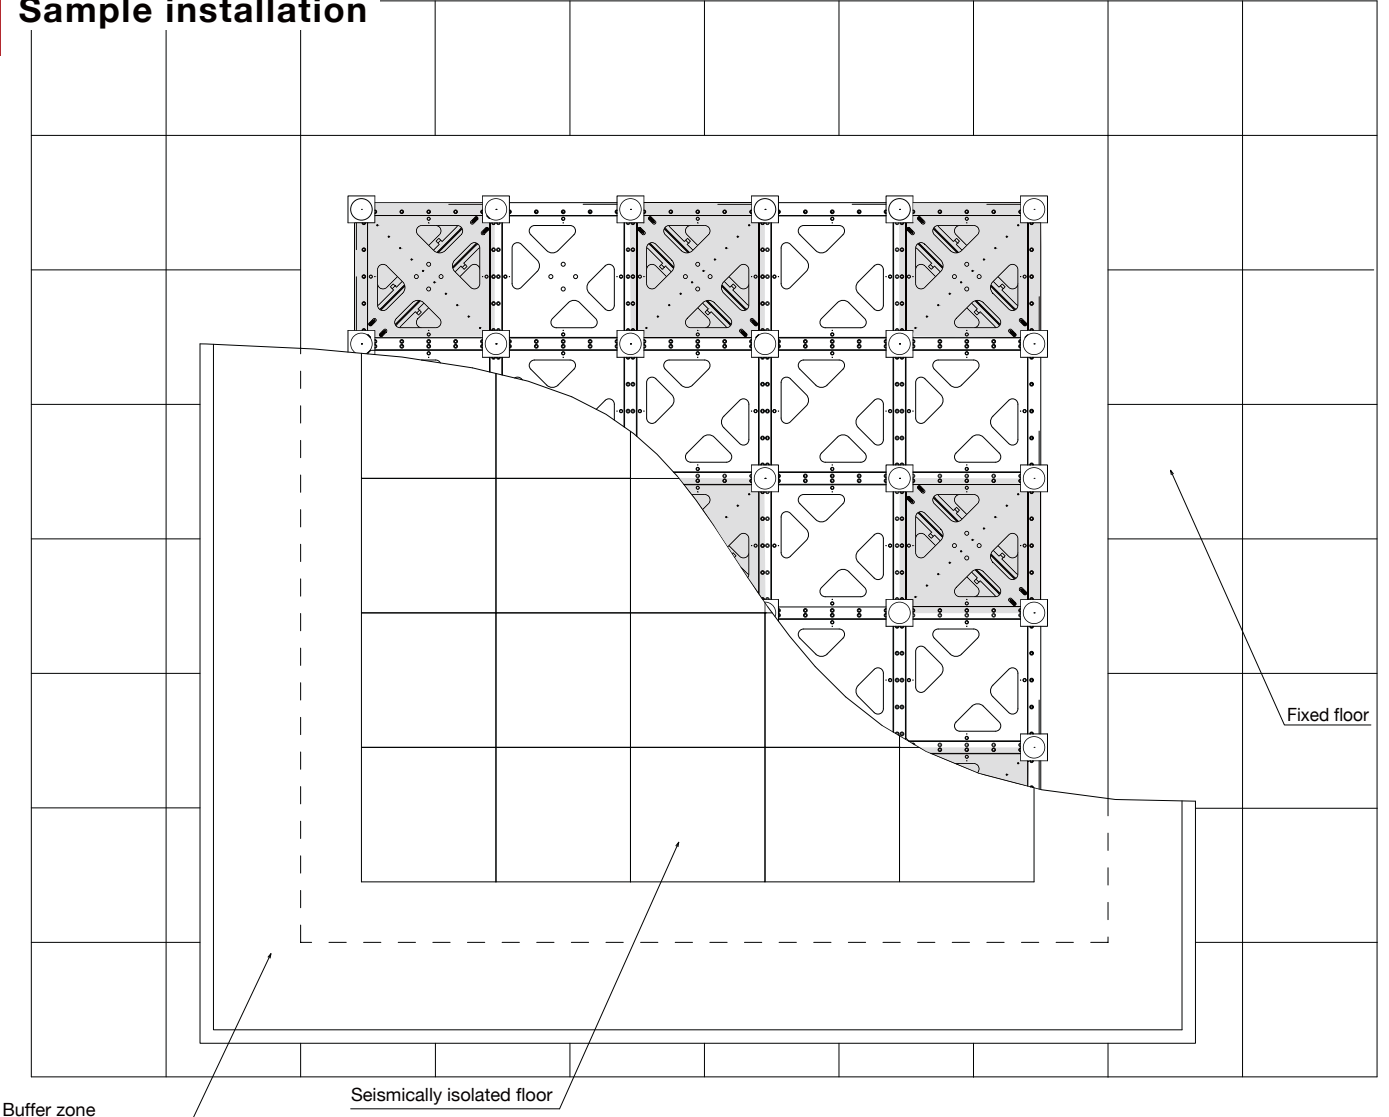 Sample installation
Fixed floor
Seismically isolated floor
Buffer zone